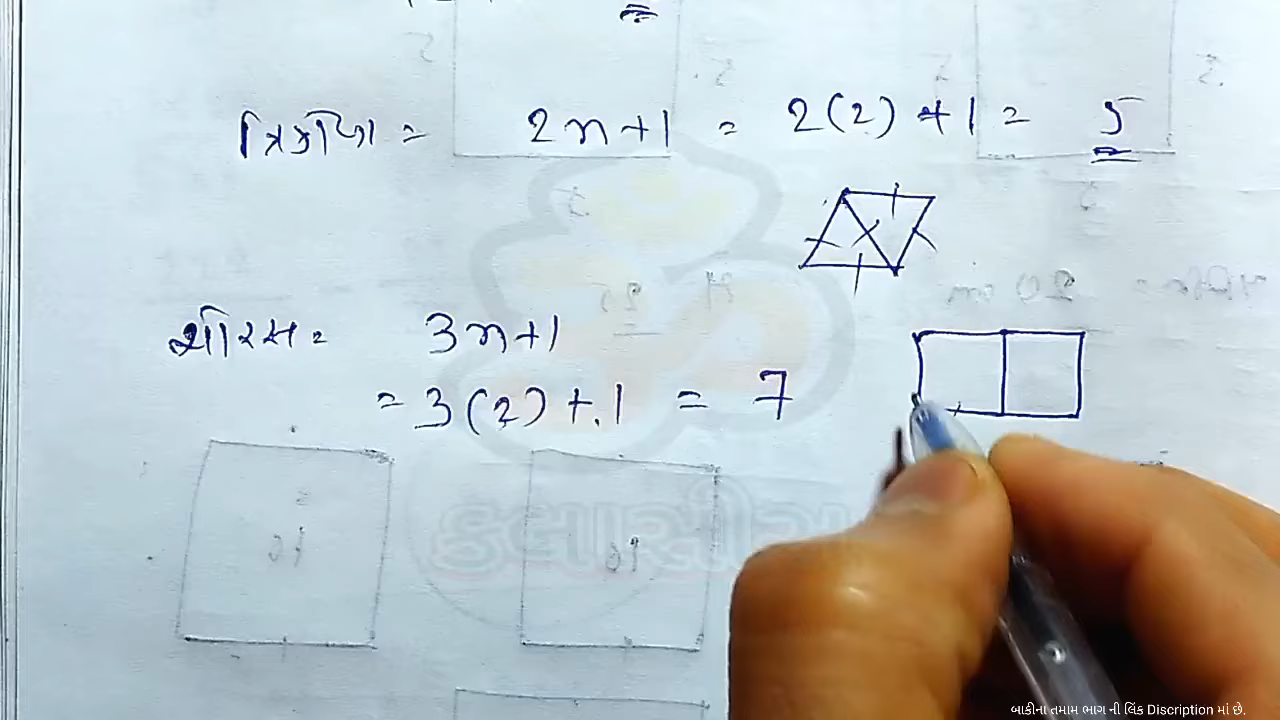 ત્રિકોણ = 2n+1 = 2(2) + 1 = 5
ચોરસ = 3n+1
= 3(2) + 1 = 7
બાકીના તમામ ભાગ ની લિંક Discription માં છે.